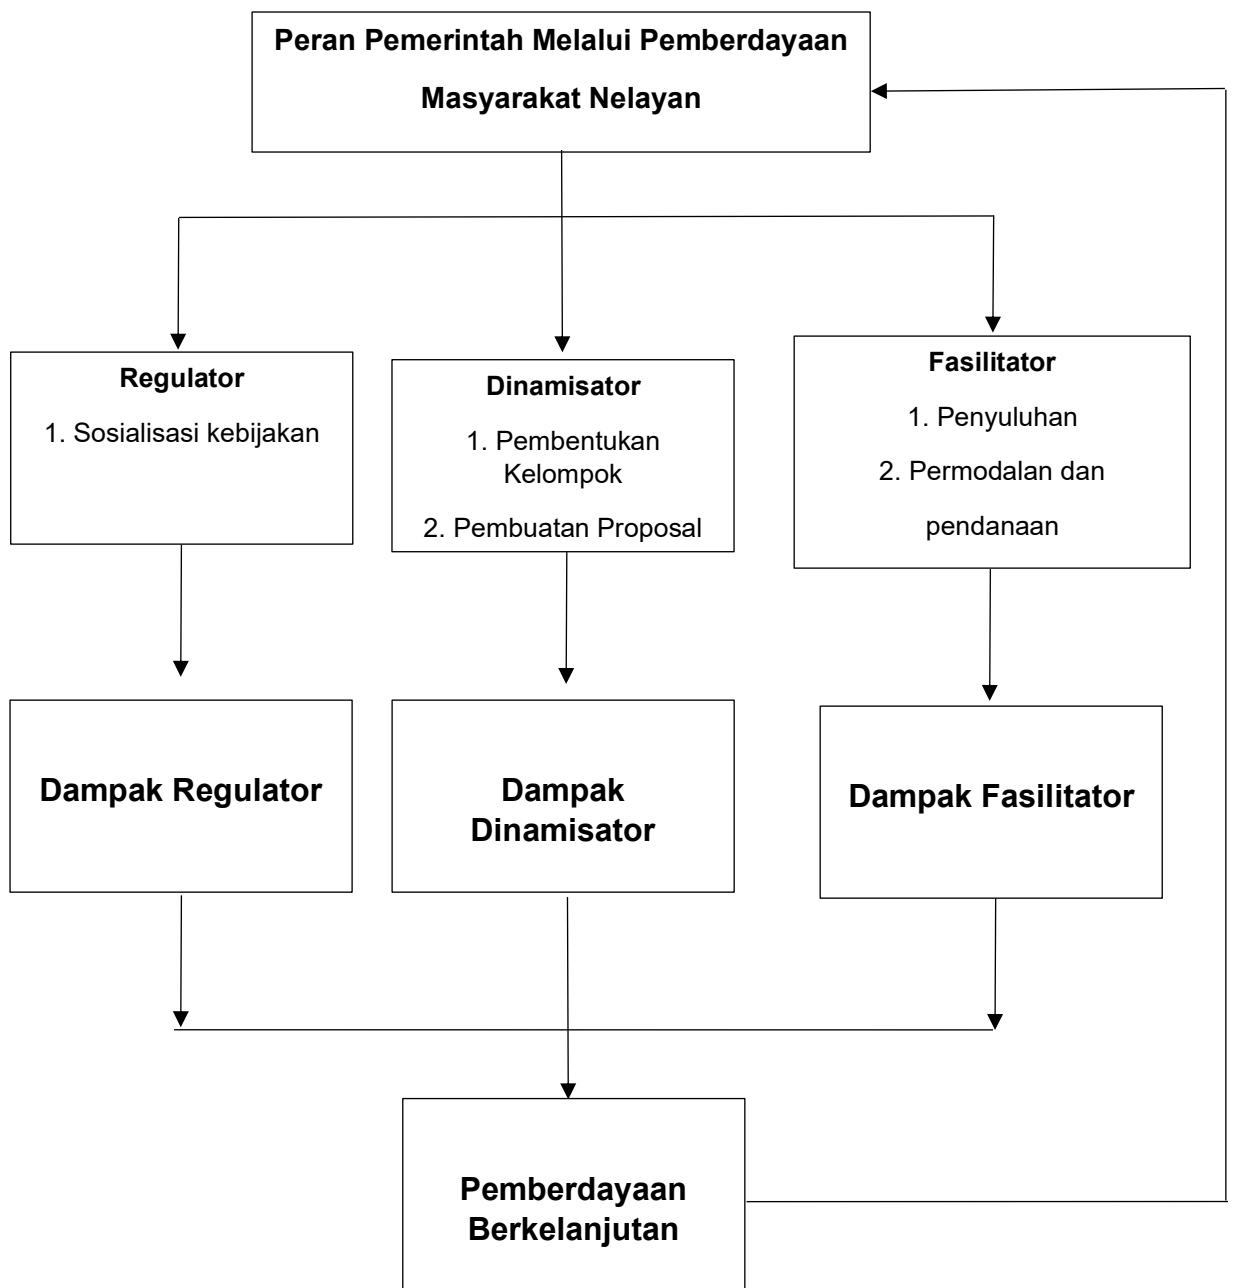 Peran Pemerintah Melalui Pemberdayaan
Masyarakat Nelayan
Regulator
1. Sosialisasi kebijakan
Dinamisator
1. Pembentukan
Kelompok
2. Pembuatan Proposal
Fasilitator
1. Penyuluhan
2. Permodalan dan
pendanaan
Dampak Regulator
Dampak
Dinamisator
Dampak Fasilitator
Pemberdayaan
Berkelanjutan